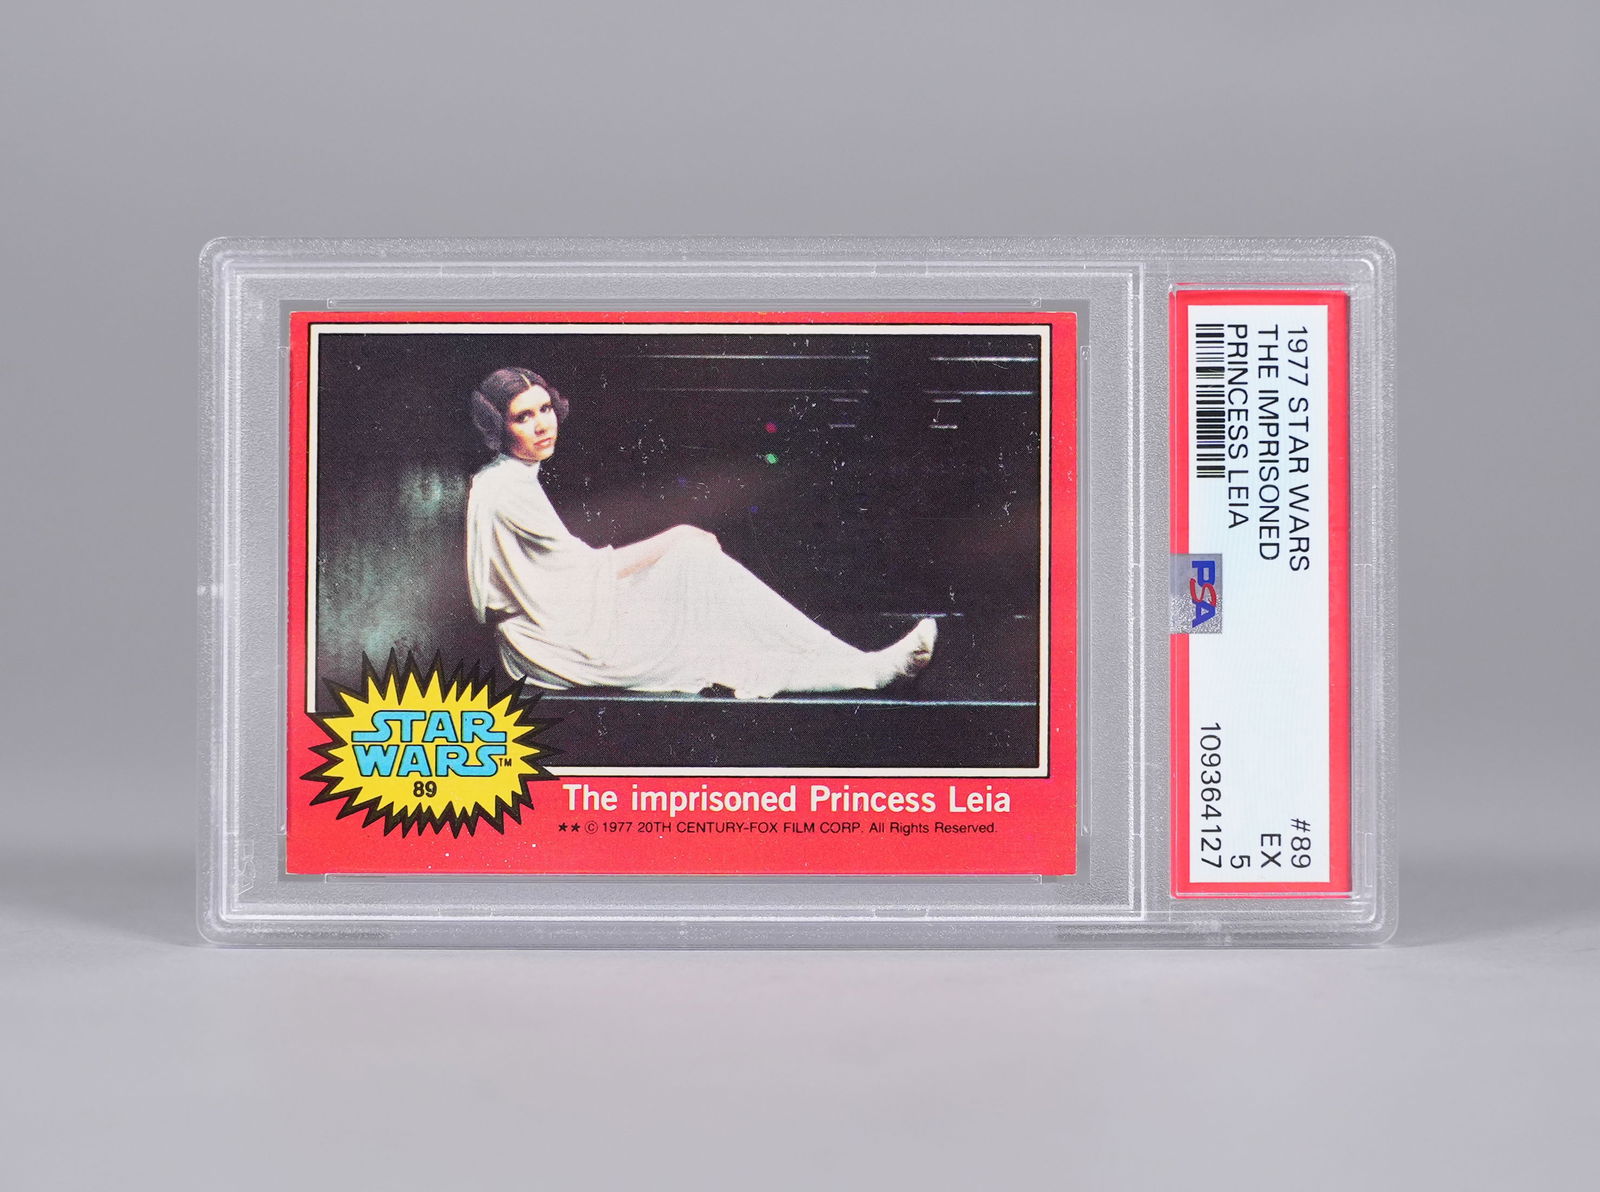 STAR
WARS™
89
The imprisoned Princess Leia
★★ © 1977 20TH CENTURY-FOX FILM CORP. All Rights Reserved.
1977 STAR WARS #89
THE IMPRISONED EX
PRINCESS LEIA 5
109364127
PSA